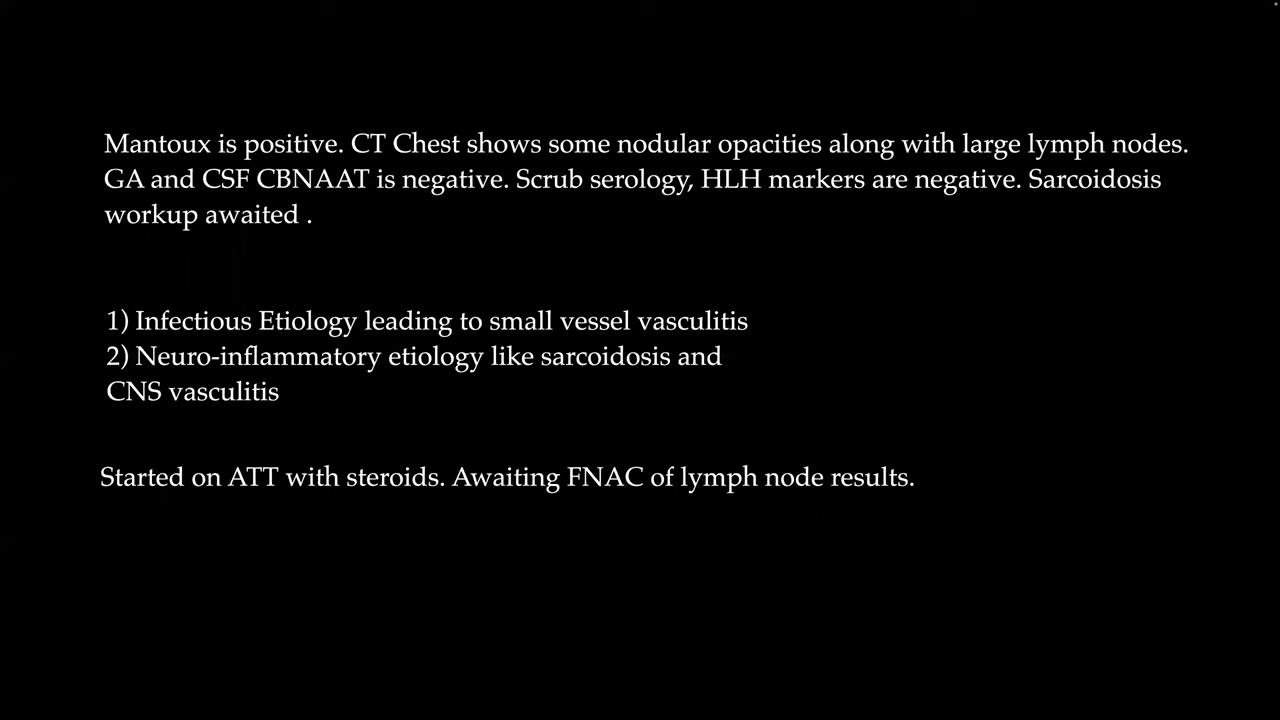 Mantoux is positive. CT Chest shows some nodular opacities along with large lymph nodes.
GA and CSF CBNAAT is negative. Scrub serology, HLH markers are negative. Sarcoidosis
workup awaited .
1) Infectious Etiology leading to small vessel vasculitis
2) Neuro-inflammatory etiology like sarcoidosis and
CNS vasculitis
Started on ATT with steroids. Awaiting FNAC of lymph node results.